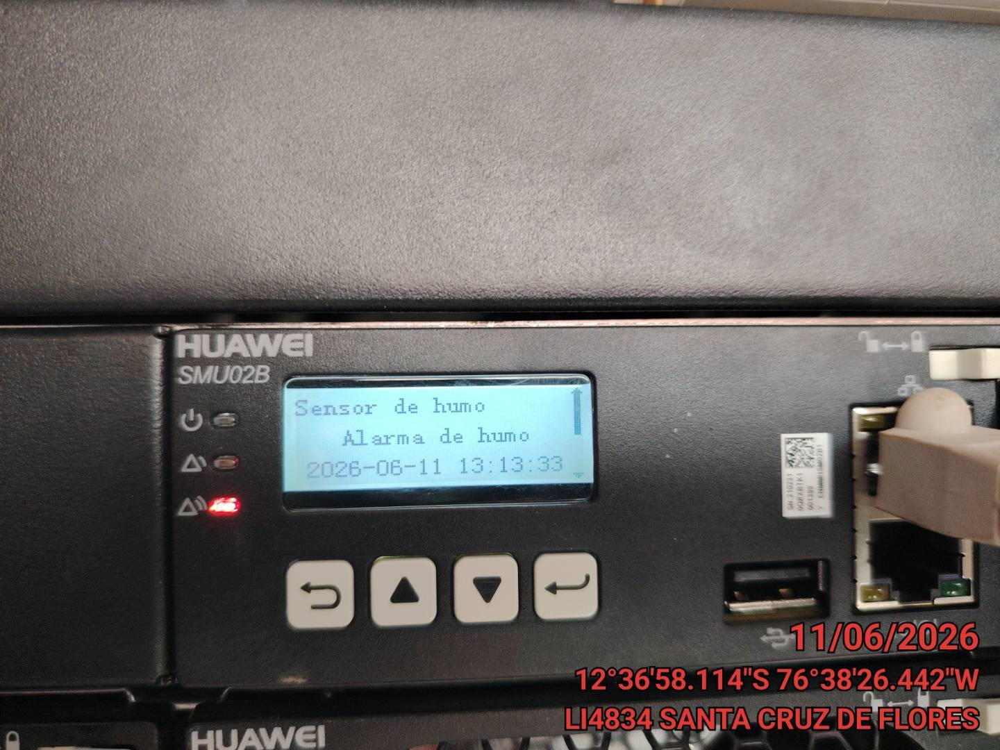 HUAWEI
SMU02B
Sensor de humo
Alarma de humo
2026-06-11 13:13:33
11/06/2026
12°36'58.114"S 76°38'26.442"W
LI4834 SANTA CRUZ DE FLORES
HUAWEI